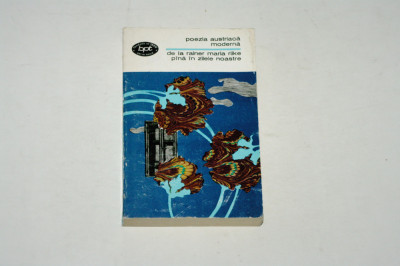 bpt
poezia austriacă
modernă
de la rainer maria rilke
pînă în zilele noastre